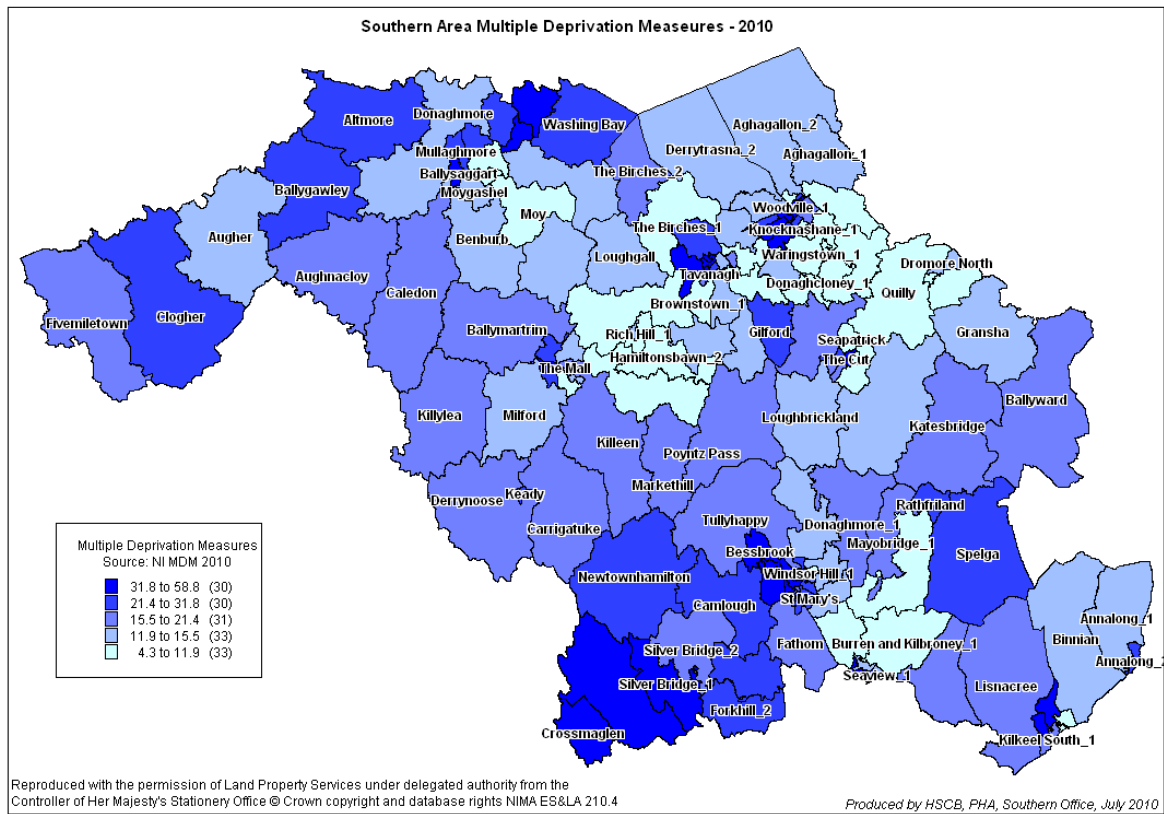 Southern Area Multiple Deprivation Measeures - 2010
Altmore
Donaghmore
Washing Bay
Aghagallon_2
Derrytrasna_2
Aghagallon_1
Mullaghmore
Ballysaggart
The Birches_2
Ballygawley
Moygashel
Moy
Woodville_1
Augher
Benburb
The Birches_1
Knocknashane_1
Loughgall
Waringstown_1
Dromore North
Aughnacloy
Tavanagh
Donaghcloney_1
Caledon
Quilly
Brownstown_1
Clogher
Fivemiletown
Ballymartrim
Rich Hill_1
Gilford
Seapatrick
Gransha
Hamiltonsbawn_2
The Cut
The Mall
Killylea
Milford
Loughbrickland
Ballyward
Katesbridge
Killeen
Poyntz Pass
Derrynoose
Keady
Markethill
Carrigatuke
Rathfriland
Tullyhappy
Donaghmore_1
Mayobridge_1
Bessbrook
Spelga
Newtownhamilton
Windsor Hill_1
Camlough
St Mary's
Annalong_1
Silver Bridge_2
Fathom
Burren and Kilbroney_1
Binnian
Annalong_2
Seaview_1
Silver Bridge_1
Lisnacree
Forkhill_2
Crossmaglen
Kilkeel South_1
Multiple Deprivation Measures
Source: NI MDM 2010
31.8 to 58.8 (30)
21.4 to 31.8 (30)
15.5 to 21.4 (31)
11.9 to 15.5 (33)
4.3 to 11.9 (33)
Reproduced with the permission of Land Property Services under delegated authority from the
Controller of Her Majesty's Stationery Office © Crown copyright and database rights NIMA ES&LA 210.4
Produced by HSCB, PHA, Southern Office, July 2010